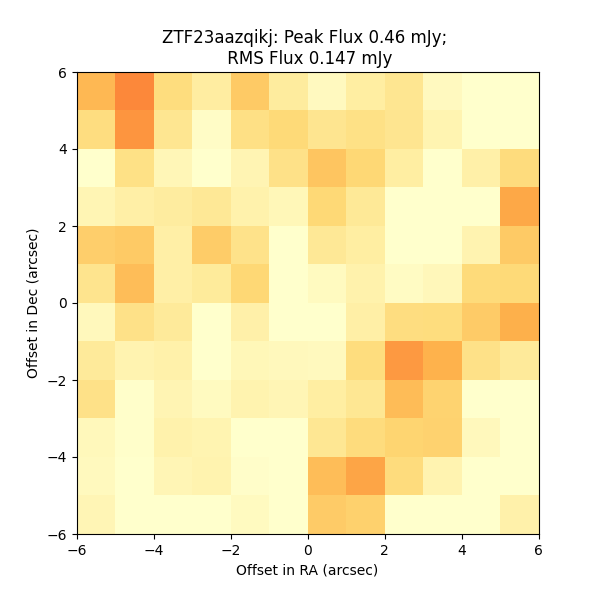 ZTF23aazqikj: Peak Flux 0.46 mJy;
RMS Flux 0.147 mJy
6
4
2
0
−2
−4
−6
Offset in Dec (arcsec)
−6 −4 −2 0 2 4 6
Offset in RA (arcsec)